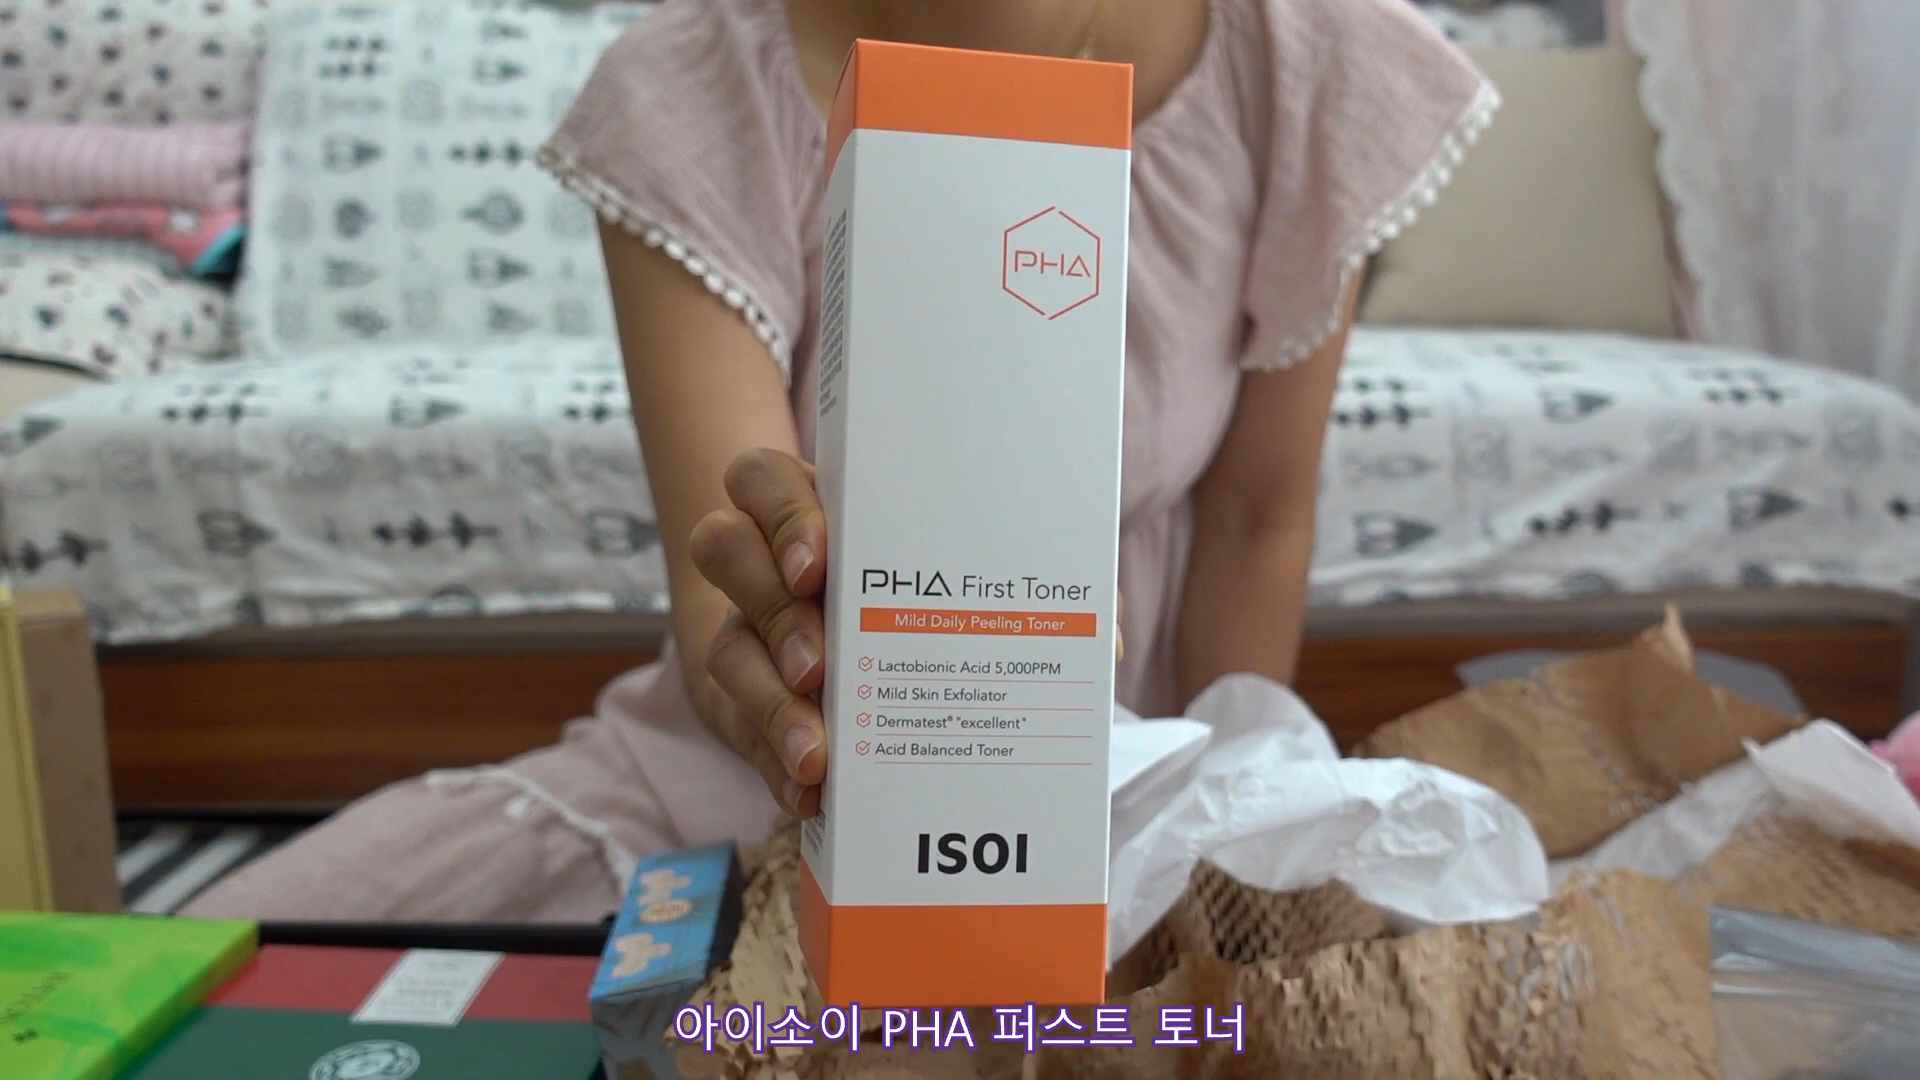 PHA
PHA First Toner
Mild Daily Peeling Toner
Lactobionic Acid 5,000PPM
Mild Skin Exfoliator
Dermatest® "excellent"
Acid Balanced Toner
ISOI
아이소이 PHA 퍼스트 토너